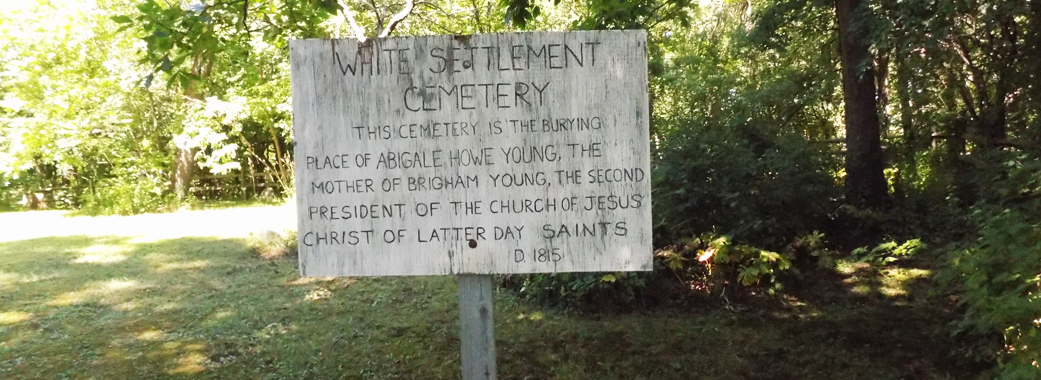 WHITE SETTLEMENT
CEMETERY
THIS CEMETERY IS THE BURYING
PLACE OF ABIGALE HOWE YOUNG, THE
MOTHER OF BRIGHAM YOUNG, THE SECOND
PRESIDENT OF THE CHURCH OF JESUS
CHRIST OF LATTER DAY SAINTS
D 1815